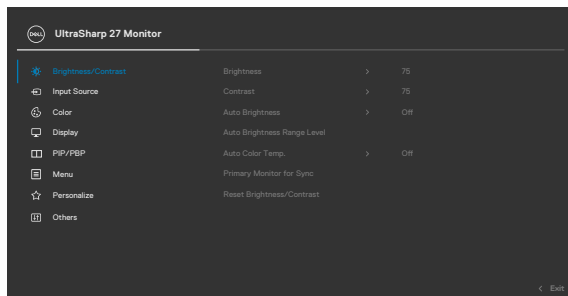 DELL UltraSharp 27 Monitor
Brightness/Contrast Brightness > 75
Input Source Contrast > 75
Color Auto Brightness > Off
Display Auto Brightness Range Level
PIP/PBP Auto Color Temp. > Off
Menu Primary Monitor for Sync
Personalize Reset Brightness/Contrast
Others
< Exit